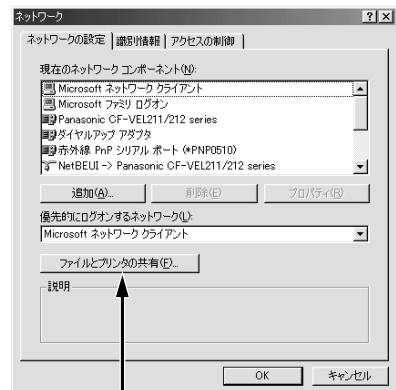 ネットワーク
ネットワークの設定 識別情報 アクセスの制御
現在のネットワーク コンポーネント(N):
Microsoft ネットワーク クライアント
Microsoft ファミリ ログオン
Panasonic CF-VEL211/212 series
ダイヤルアップ アダプタ
赤外線 PnP シリアル ポート (*PNP0510)
NetBEUI -> Panasonic CF-VEL211/212 series
追加(A)... 削除(E) プロパティ(R)
優先的にログオンするネットワーク(L):
Microsoft ネットワーク クライアント
ファイルとプリンタの共有(F)...
説明
OK キャンセル